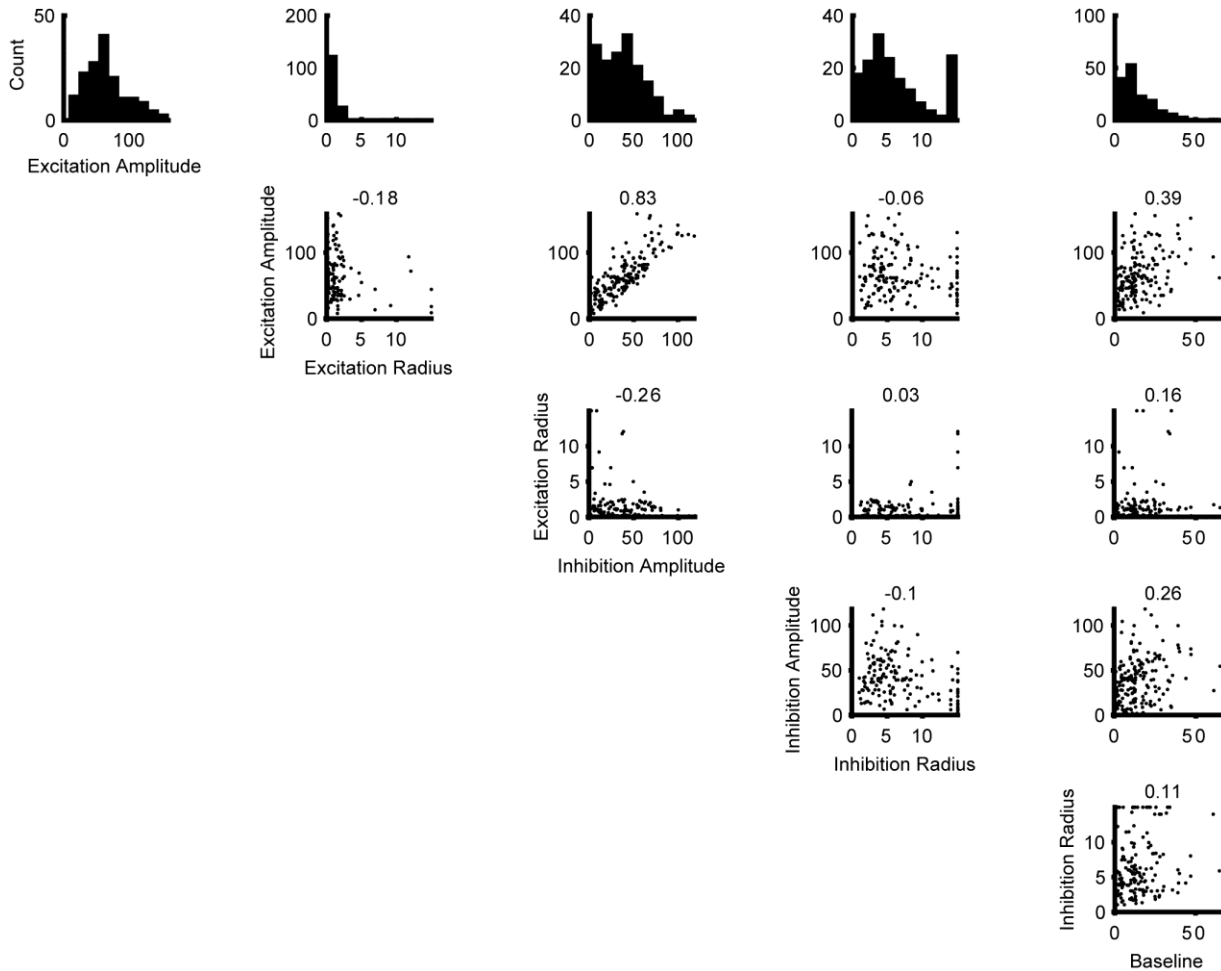 50 200 40 40 100
Count
100 20 20 50
0 0 0 0 0
0 100 0 5 10 0 50 100 0 5 10 0 50
Excitation Amplitude
-0.18 0.83 -0.06 0.39
Excitation Amplitude
100 100 100 100
0 0 0 0
0 5 10 0 50 100 0 5 10 0 50
Excitation Radius
-0.26 0.03 0.16
Excitation Radius
10 10 10
5 5 5
0 0 0
0 50 100 0 5 10 0 50
Inhibition Amplitude
-0.1 0.26
Inhibition Amplitude
100 100
50 50
0 0
0 5 10 0 50
Inhibition Radius
0.11
Inhibition Radius
10
5
0
0 50
Baseline